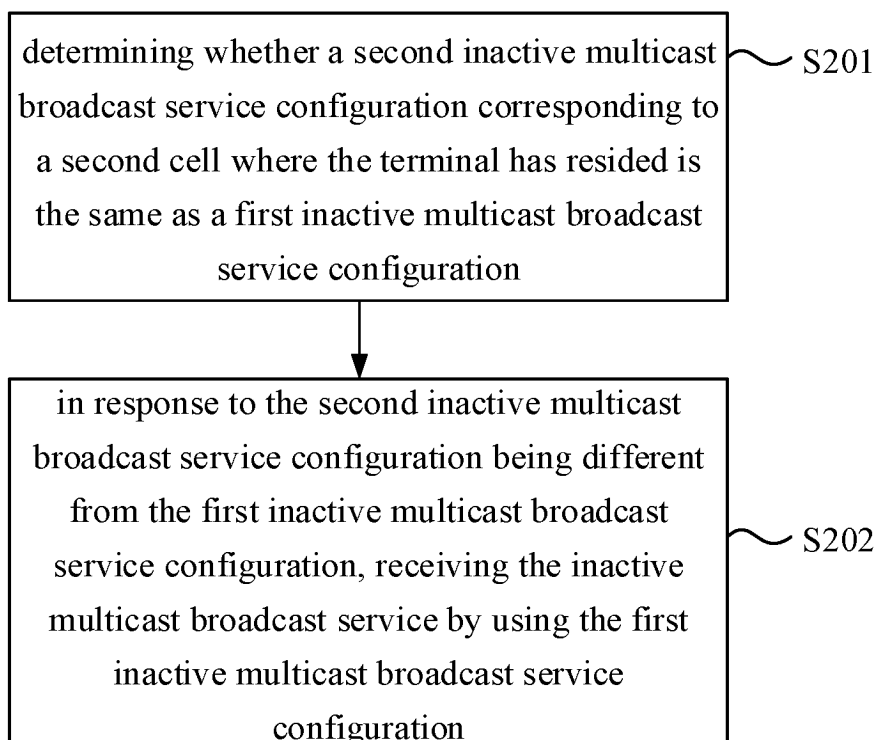 determining whether a second inactive multicast
broadcast service configuration corresponding to
a second cell where the terminal has resided is
the same as a first inactive multicast broadcast
service configuration
S201
in response to the second inactive multicast
broadcast service configuration being different
from the first inactive multicast broadcast
service configuration, receiving the inactive
multicast broadcast service by using the first
inactive multicast broadcast service
configuration
S202